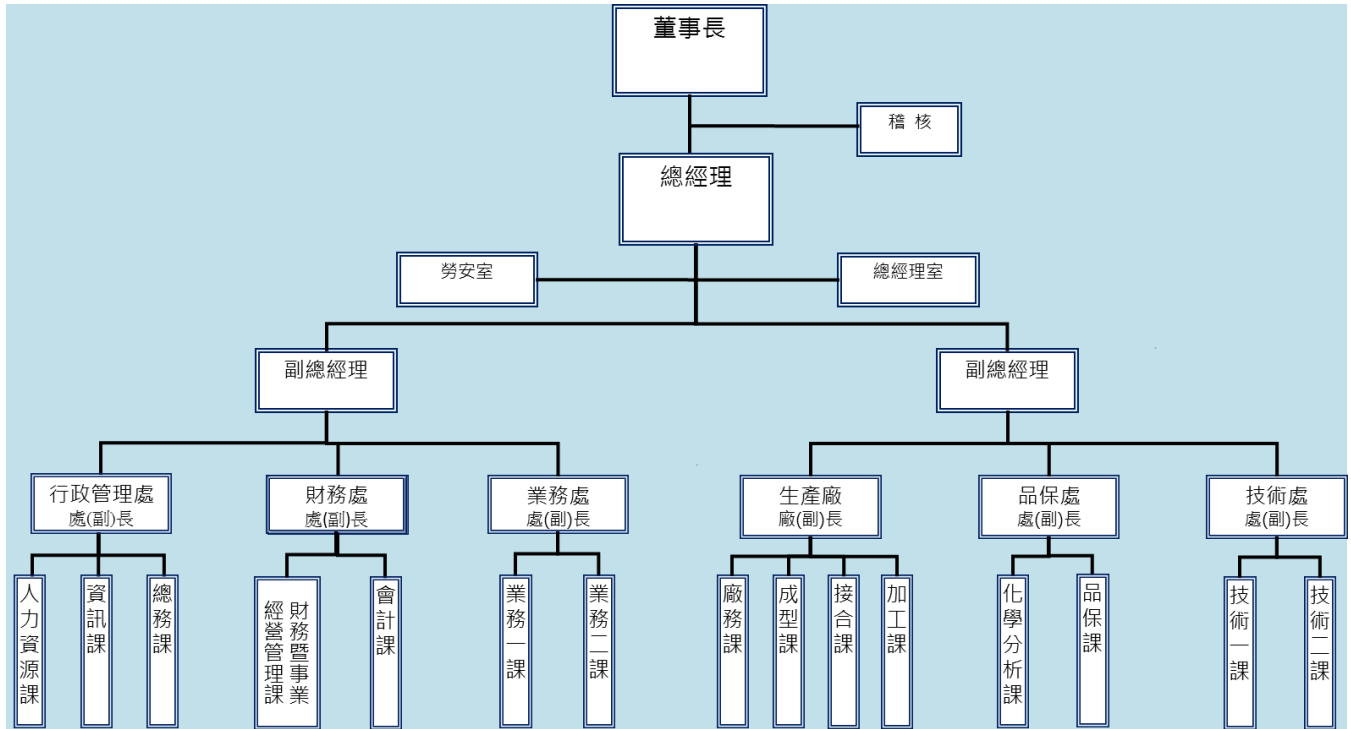 董事長
稽 核
總經理
勞安室
總經理室
副總經理
副總經理
行政管理處
處(副)長
財務處
處(副)長
業務處
處(副)長
生產廠
廠(副)長
品保處
處(副)長
技術處
處(副)長
人力資源課
資訊課
總務課
財務暨事業
經營管理課
會計課
業務一課
業務二課
廠務課
成型課
接合課
加工課
化學分析課
品保課
技術一課
技術二課